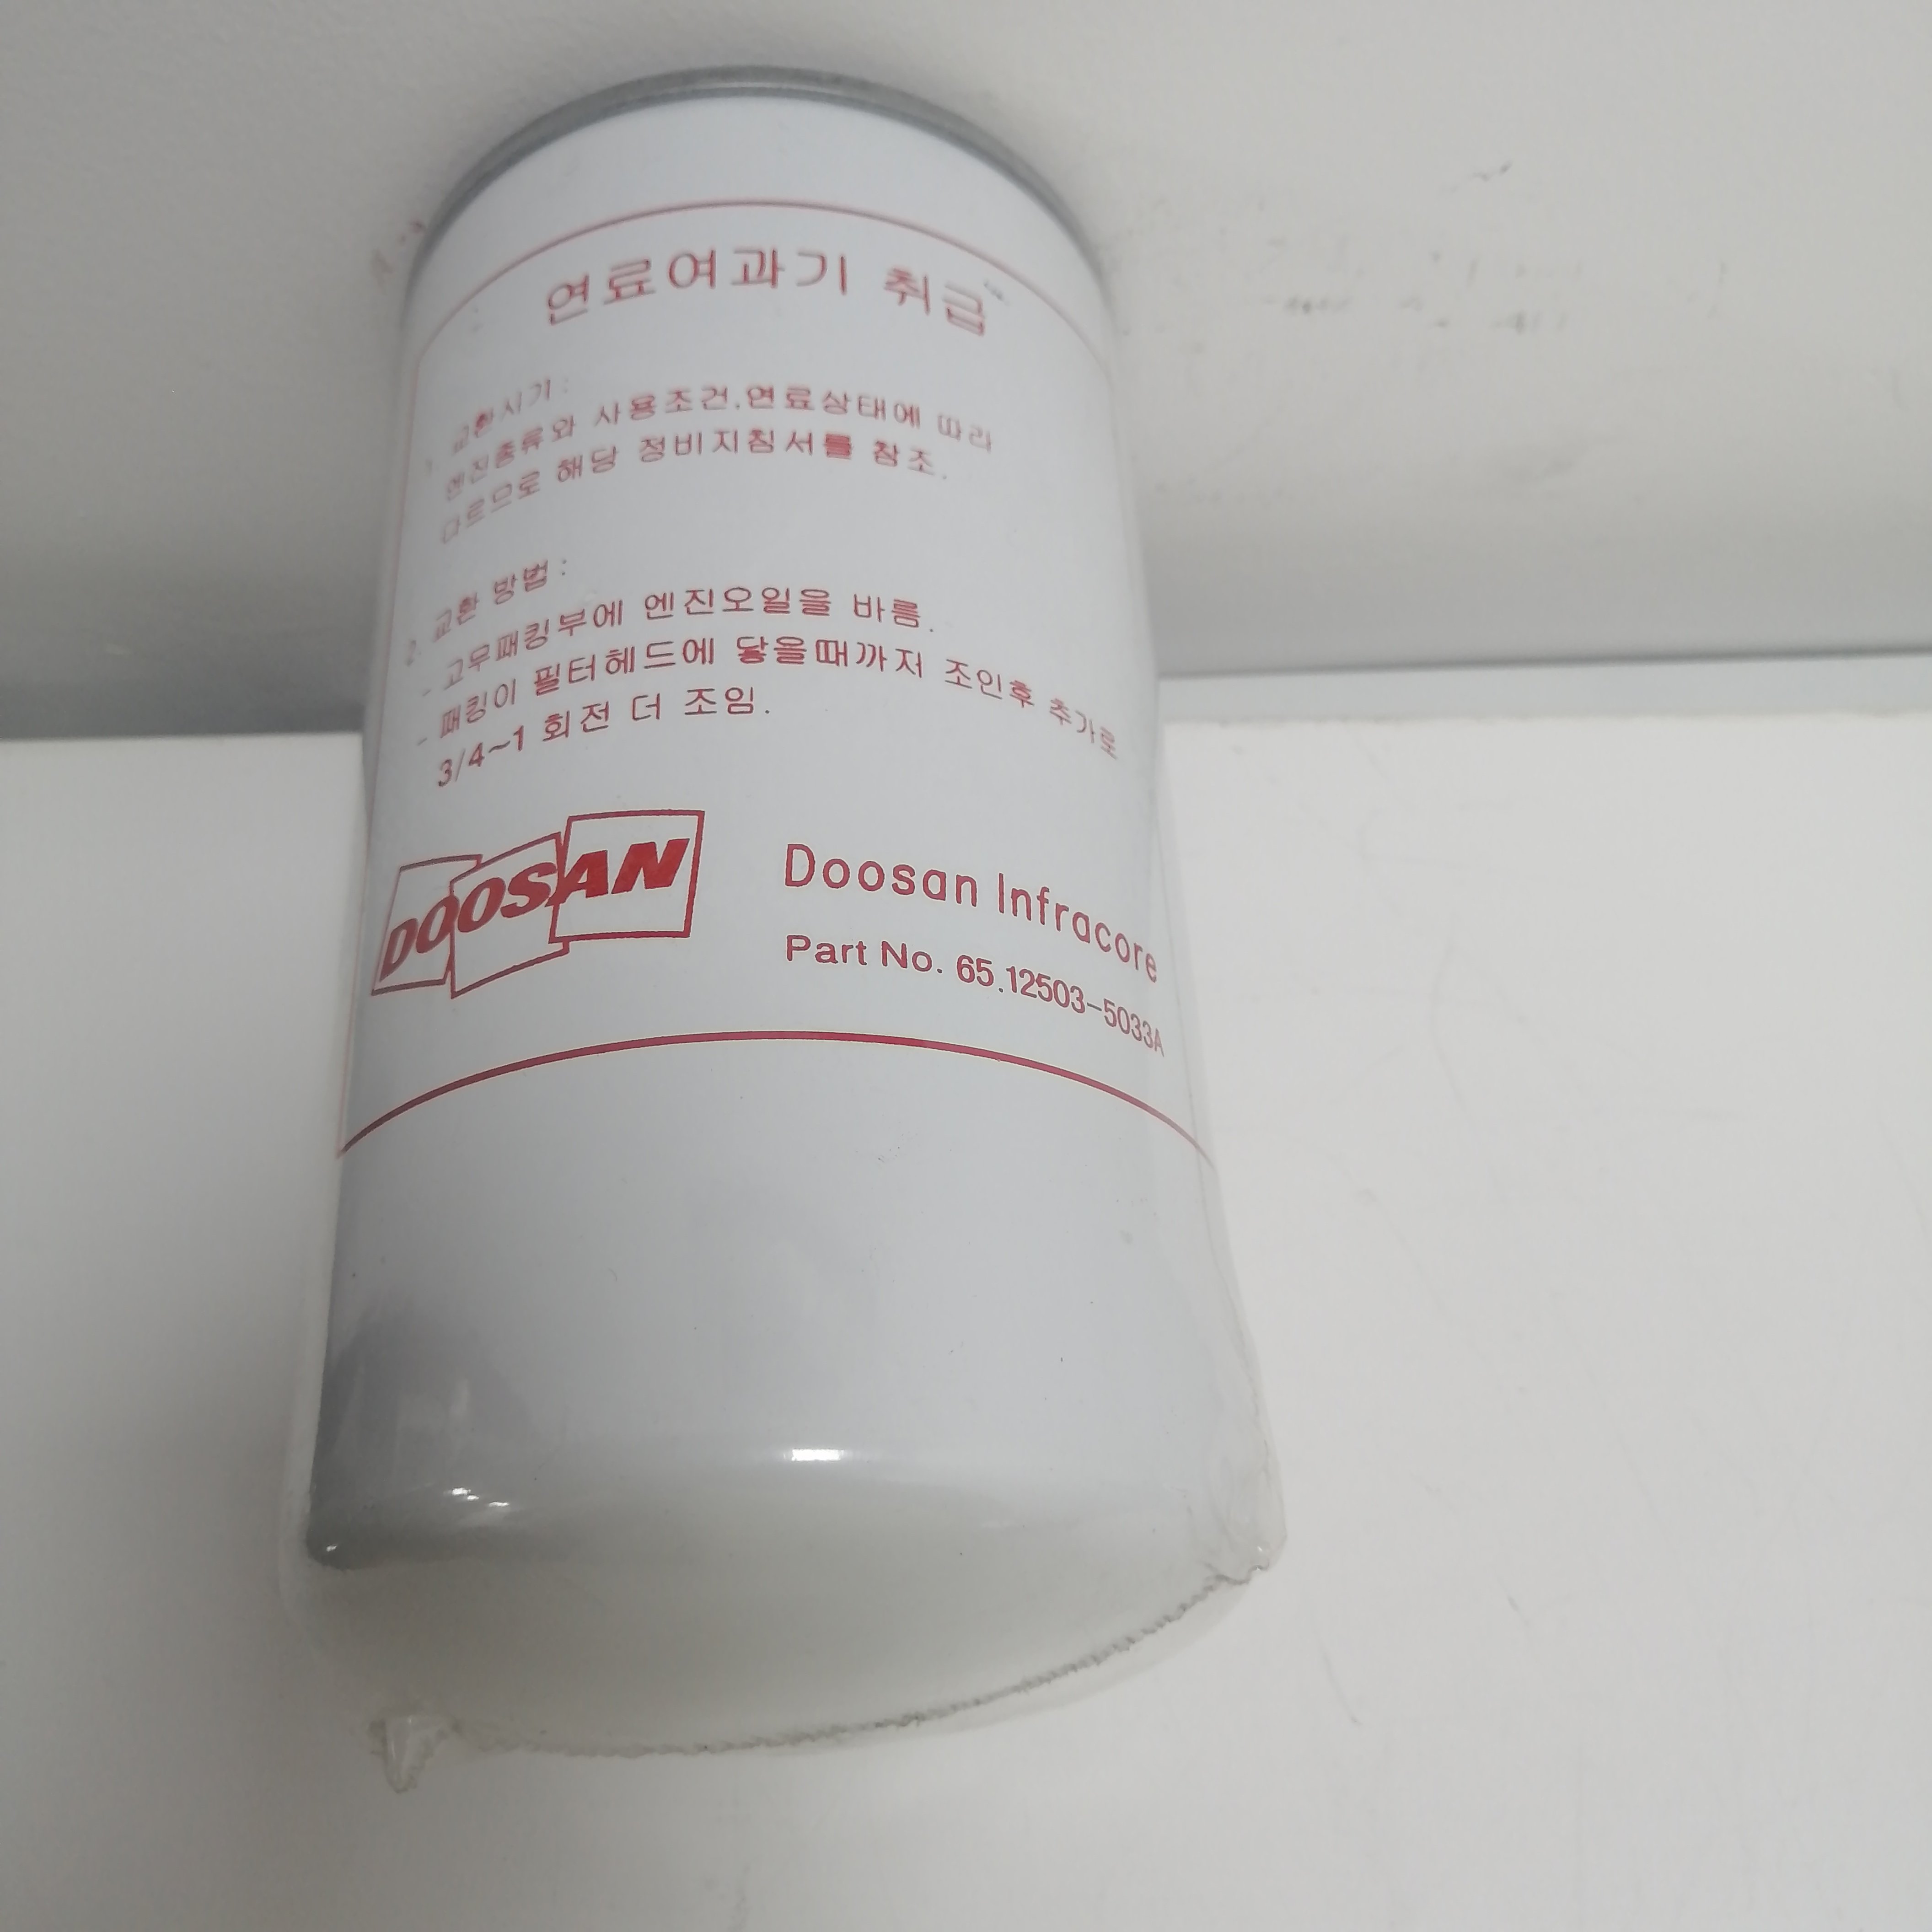 연료여과기 취급
1. 교환시기 :
엔진종류와 사용조건,연료상태에 따라
다르므로 해당 정비지침서를 참조.
2. 교환 방법 :
- 고무패킹부에 엔진오일을 바름.
- 패킹이 필터헤드에 닿을때까저 조인후 추가로
3/4~1 회전 더 조임.
DOOSAN
Doosan Infracore
Part No. 65.12503-5033A